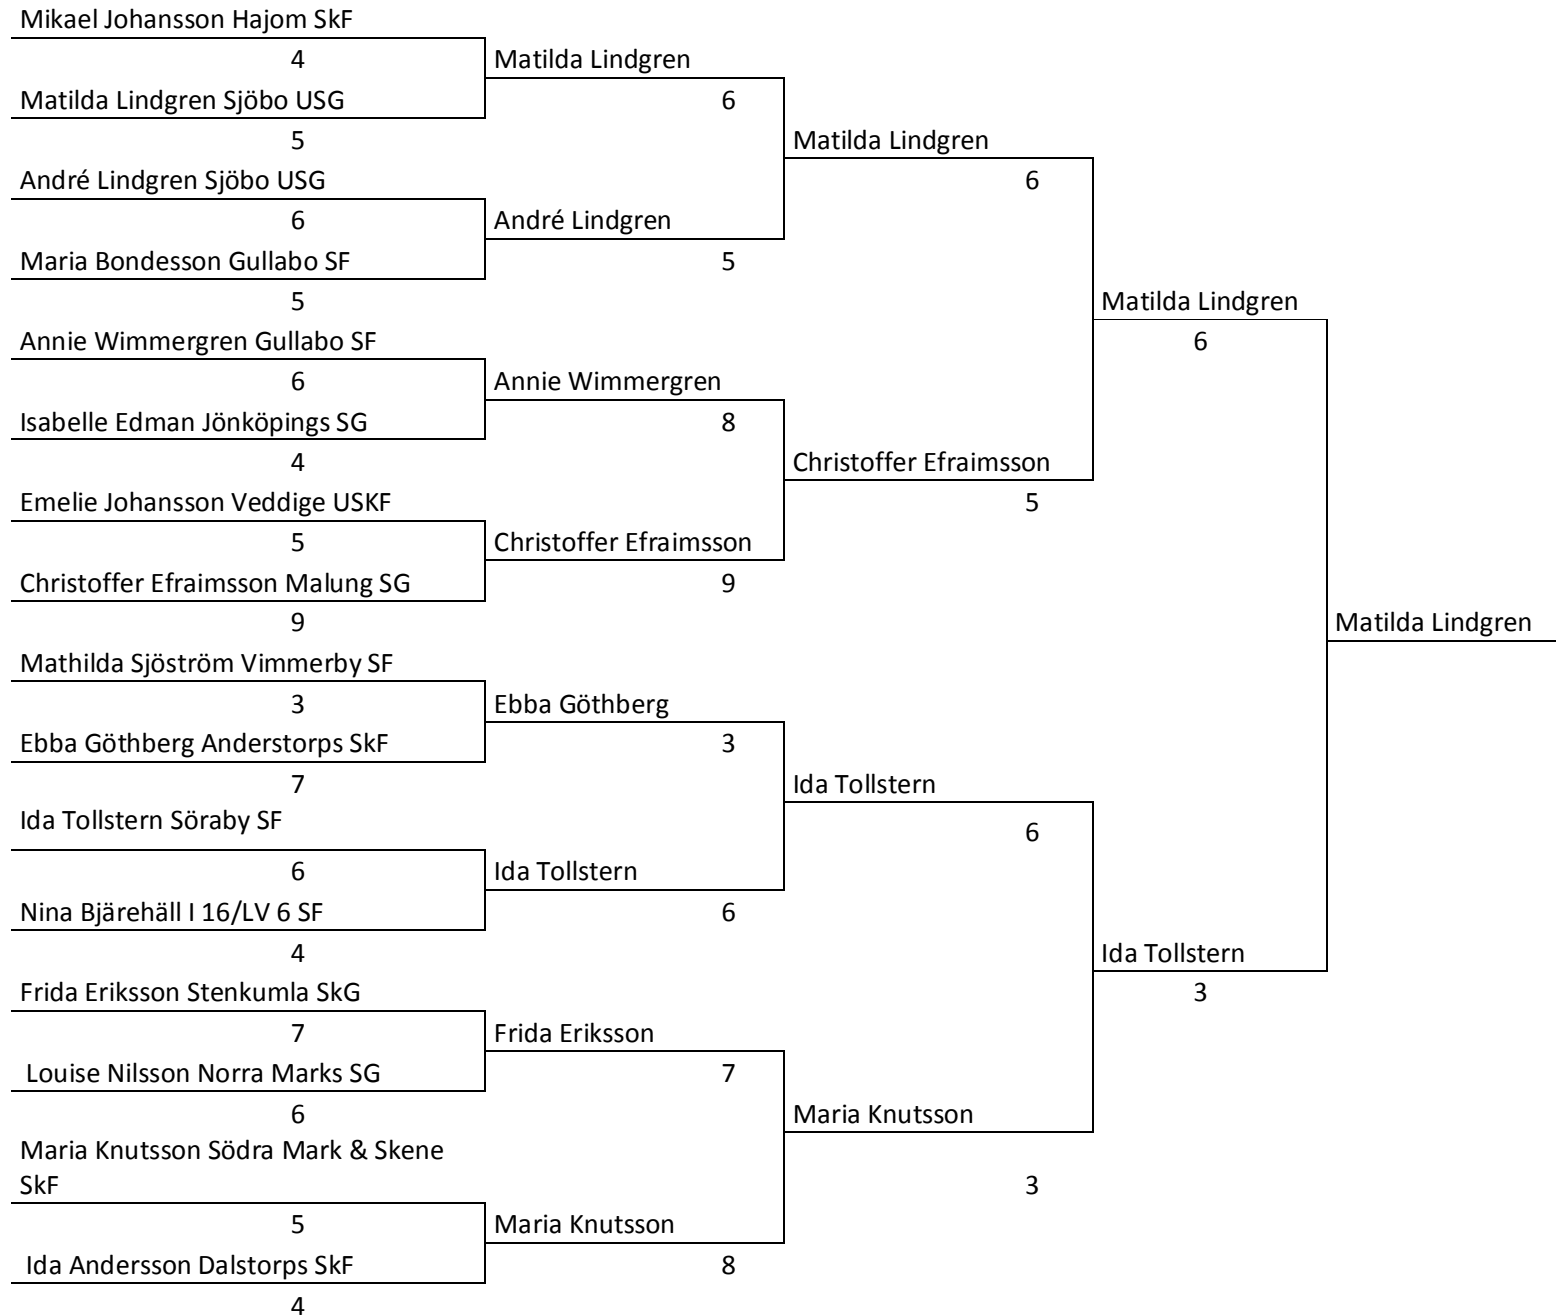 Mikael Johansson Hajom SkF
4
Matilda Lindgren
Matilda Lindgren Sjöbo USG
6
5
Matilda Lindgren
André Lindgren Sjöbo USG
6
6
André Lindgren
Maria Bondesson Gullabo SF
5
5
Matilda Lindgren
Annie Wimmergren Gullabo SF
6
6
Annie Wimmergren
Isabelle Edman Jönköpings SG
8
4
Christoffer Efraimsson
Emelie Johansson Veddige USKF
5
5
Christoffer Efraimsson
Christoffer Efraimsson Malung SG
9
9
Matilda Lindgren
Mathilda Sjöström Vimmerby SF
3
Ebba Göthberg
Ebba Göthberg Anderstorps SkF
3
7
Ida Tollstern
Ida Tollstern Söraby SF
6
6
Ida Tollstern
Nina Bjärehäll I 16/LV 6 SF
6
4
Ida Tollstern
Frida Eriksson Stenkumla SkG
3
7
Frida Eriksson
Louise Nilsson Norra Marks SG
7
6
Maria Knutsson
Maria Knutsson Södra Mark & Skene
SkF
3
5
Maria Knutsson
Ida Andersson Dalstorps SkF
8
4